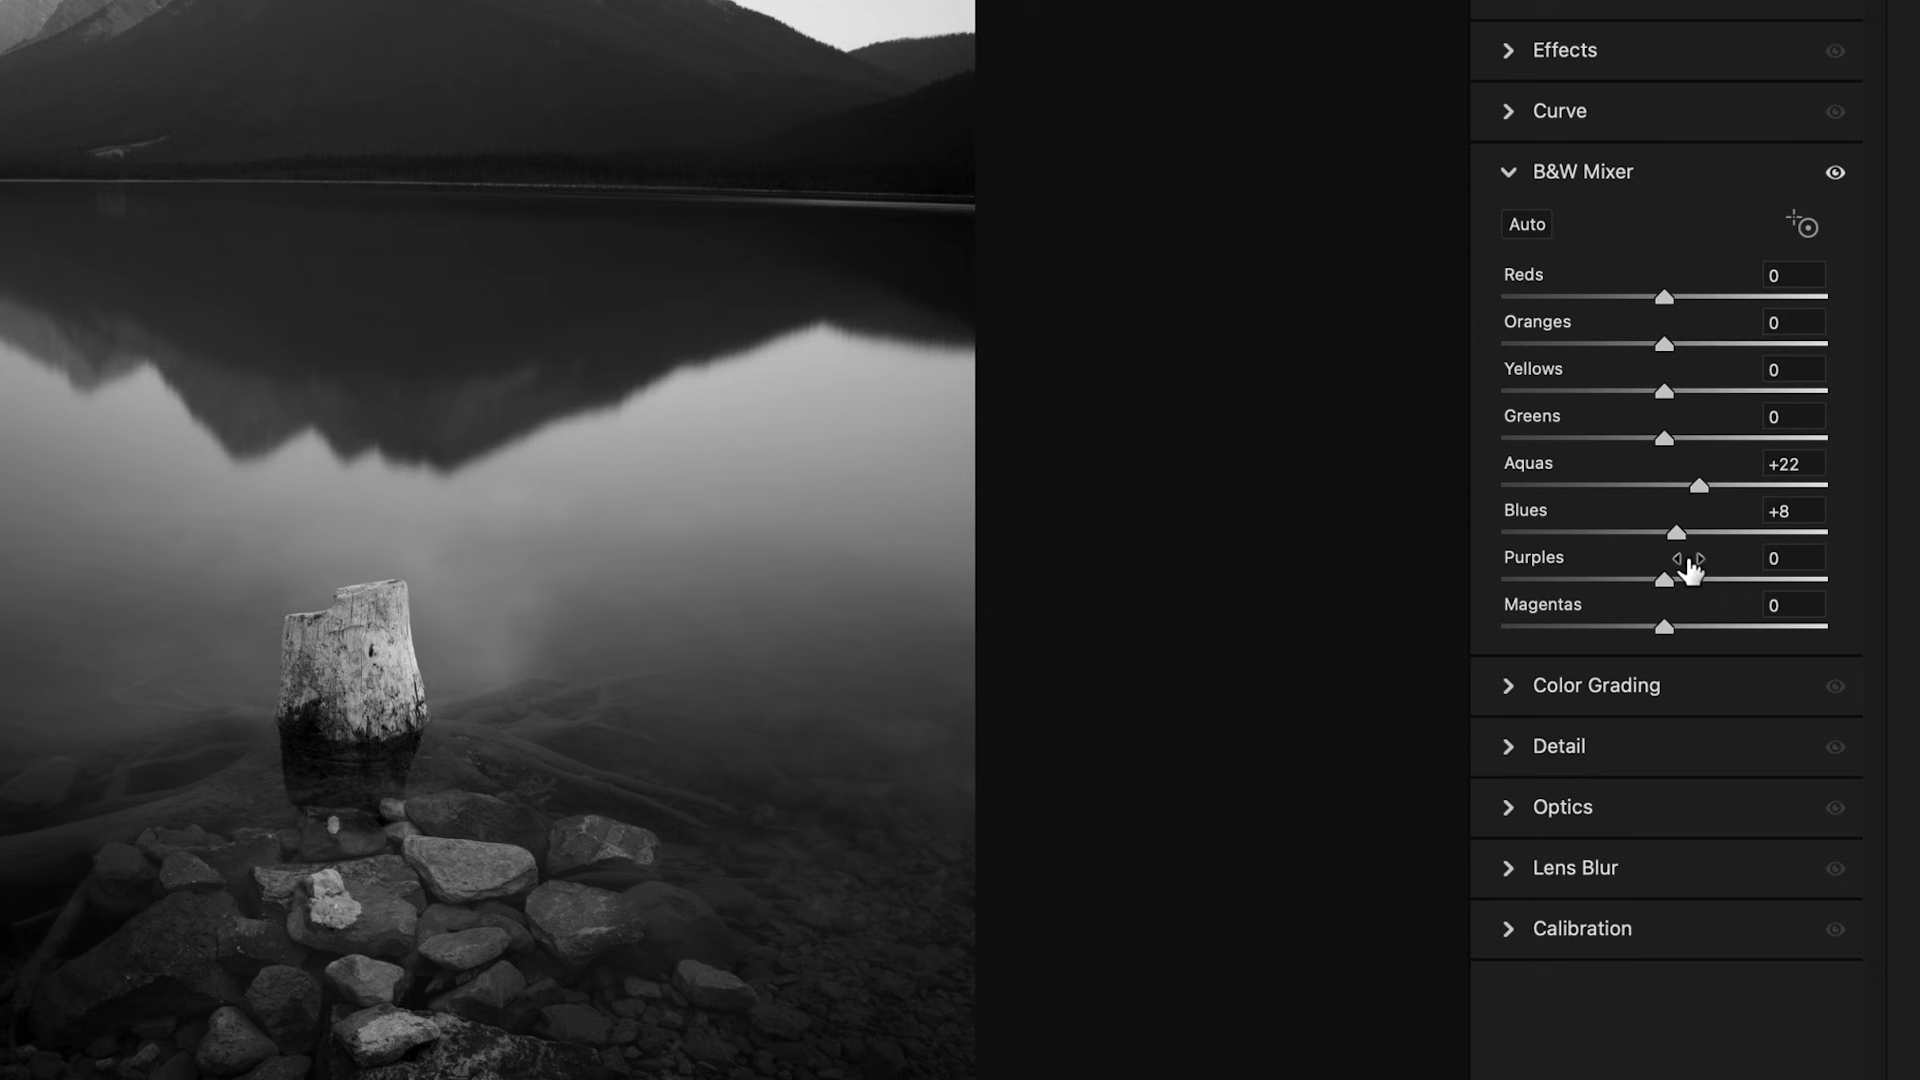 Effects
Curve
B&W Mixer
Auto
Reds 0
Oranges 0
Yellows 0
Greens 0
Aquas +22
Blues +8
Purples 0
Magentas 0
Color Grading
Detail
Optics
Lens Blur
Calibration